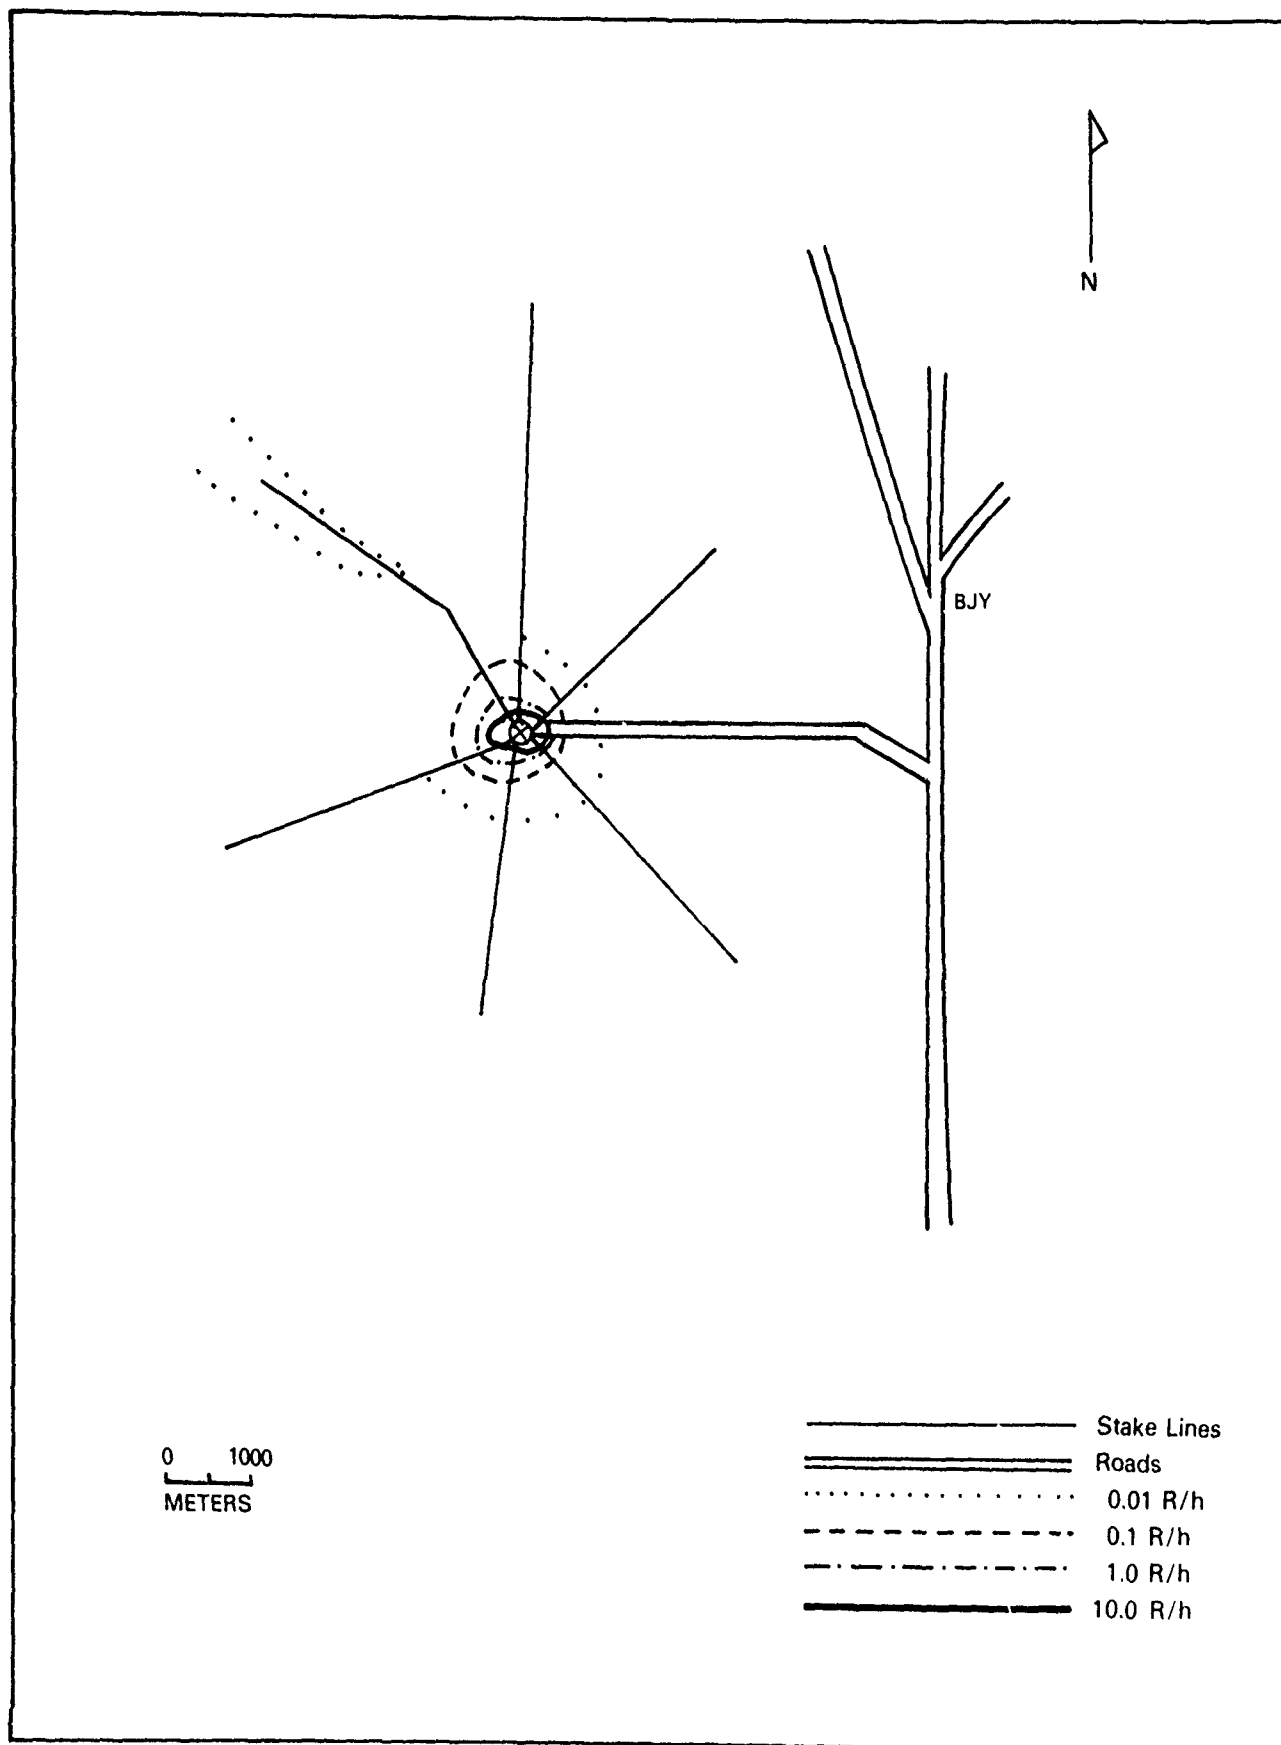 N
BJY
0 1000
METERS
Stake Lines
Roads
0.01 R/h
0.1 R/h
1.0 R/h
10.0 R/h